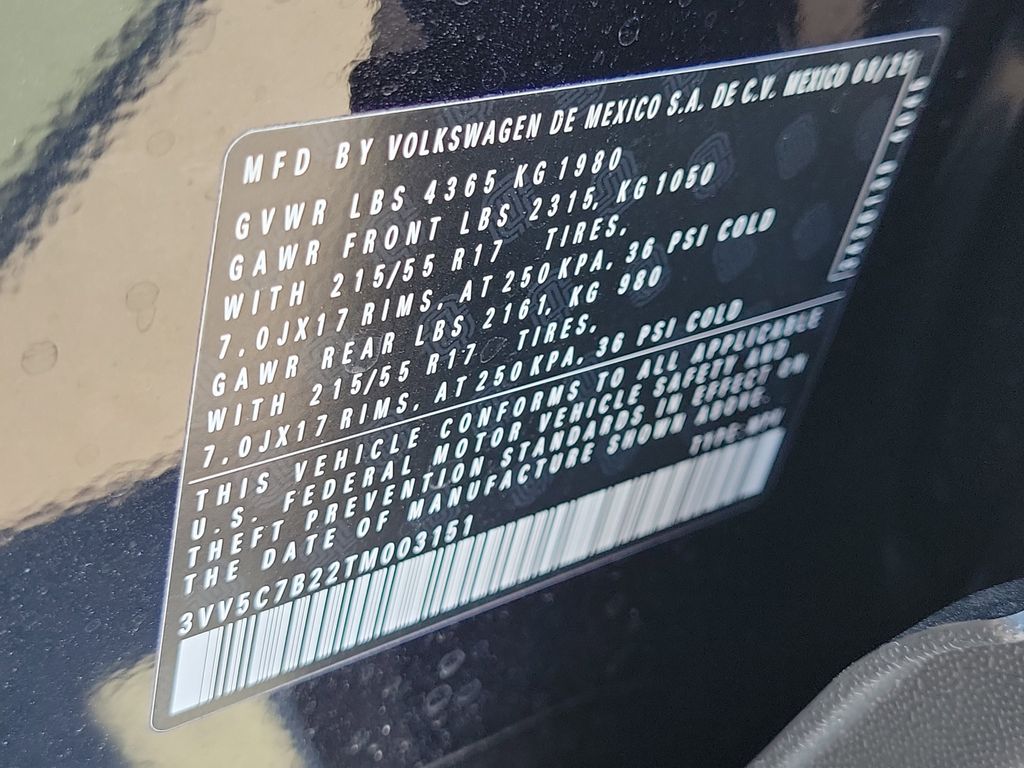 MFD BY VOLKSWAGEN DE MEXICO S.A. DE C.V. MEXICO 08/25
GVWR LBS 4365 KG 1980
GAWR FRONT LBS 2315, KG 1050
WITH 215/55 R17 TIRES,
7.0JX17 RIMS, AT 250 KPA, 36 PSI COLD
GAWR REAR LBS 2161, KG 980
WITH 215/55 R17 TIRES,
7.0JX17 RIMS, AT 250 KPA, 36 PSI COLD
THIS VEHICLE CONFORMS TO ALL APPLICABLE
U.S. FEDERAL MOTOR VEHICLE SAFETY AND
THEFT PREVENTION STANDARDS IN EFFECT ON
THE DATE OF MANUFACTURE SHOWN ABOVE.
3VV5C7B22TM003151
TYPE:MPV